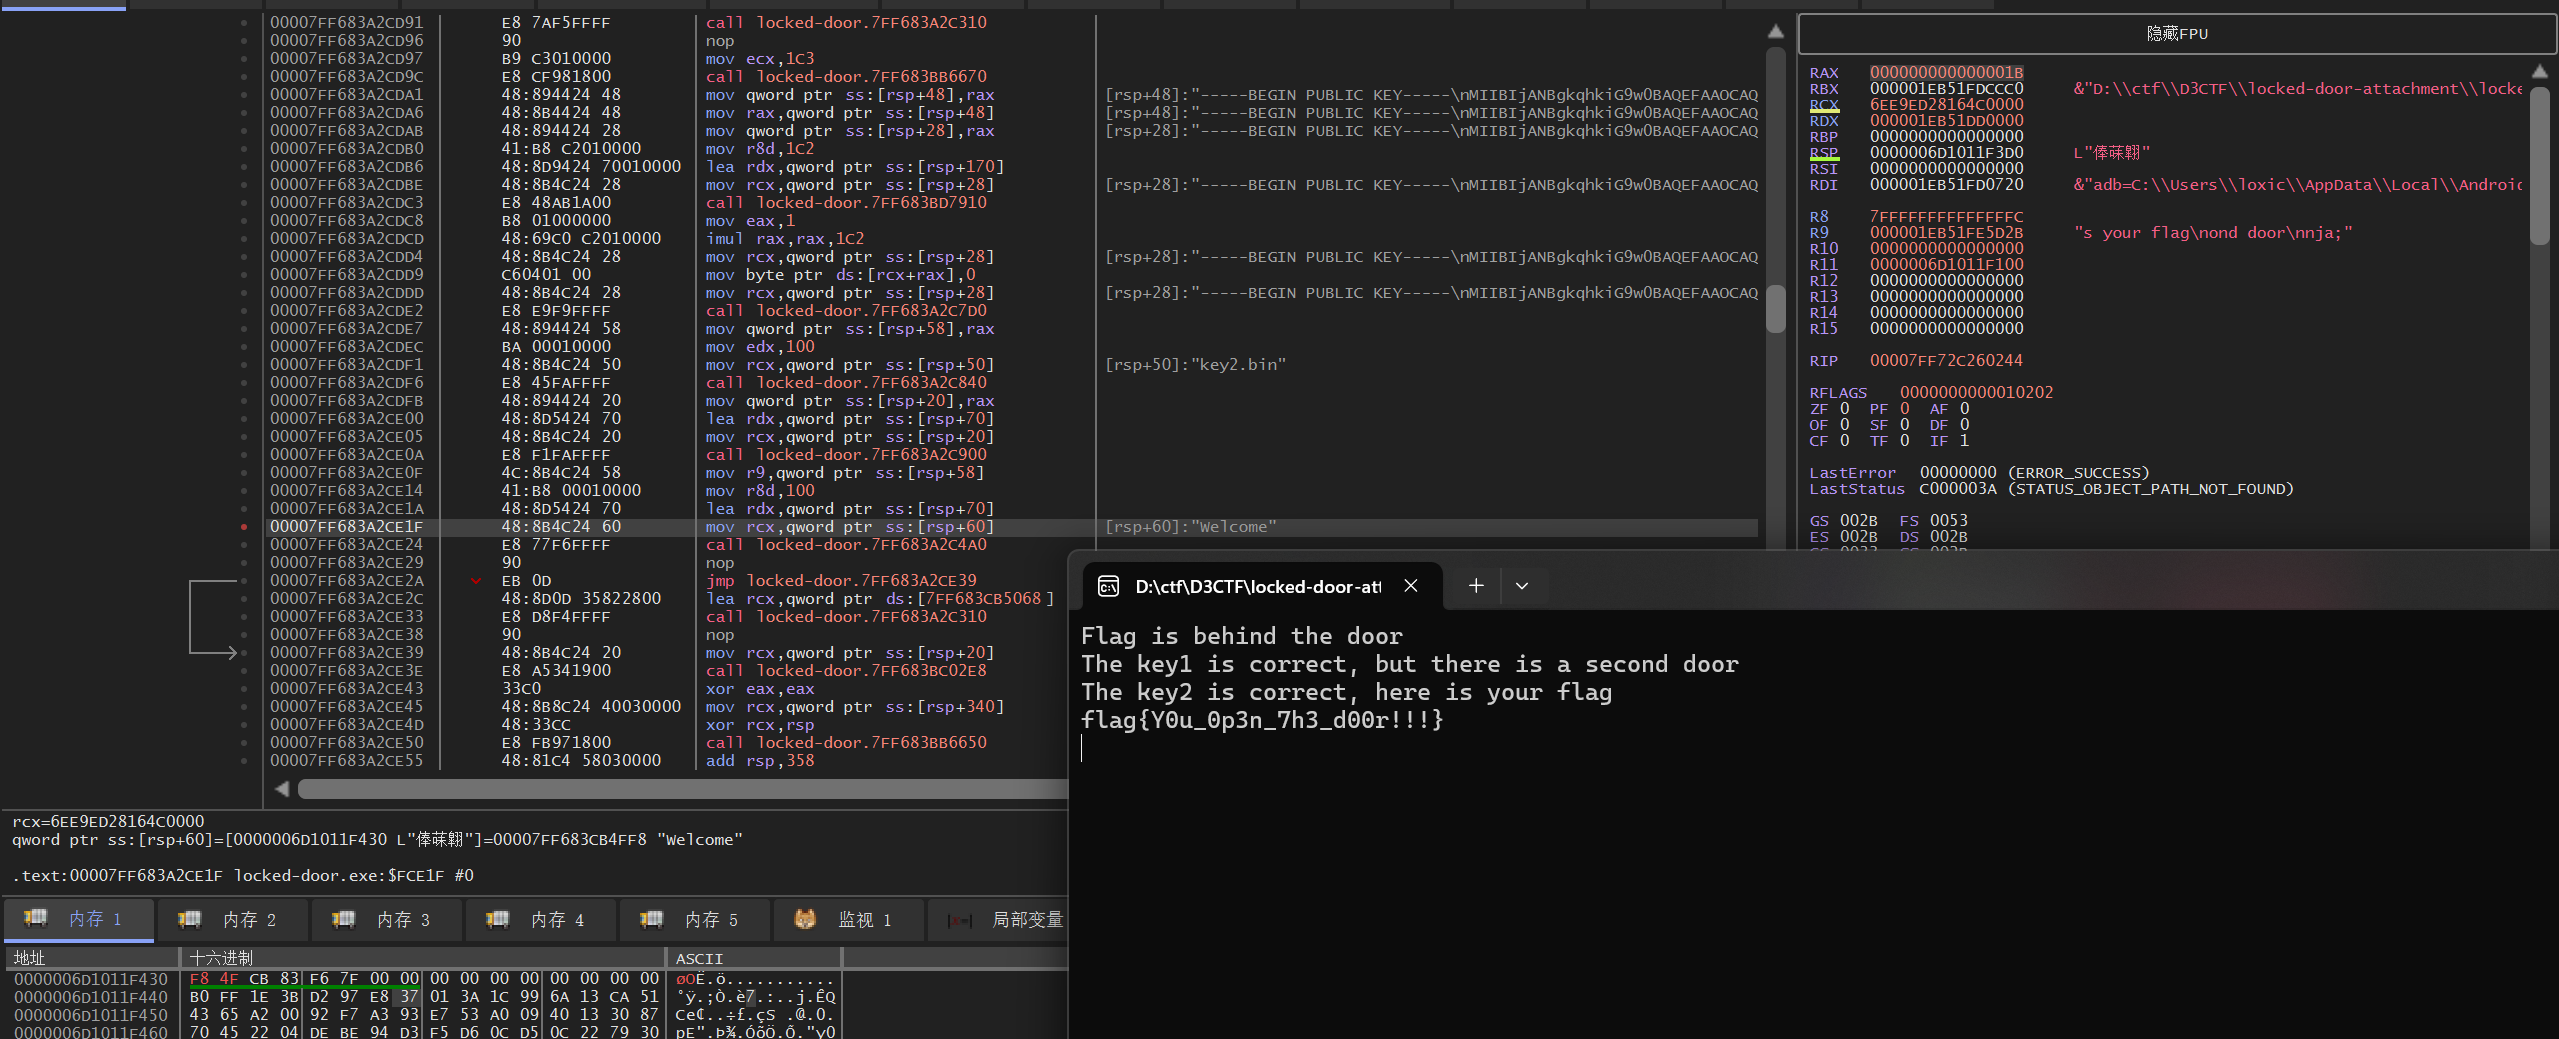 00007FF683A2CD91 E8 7AF5FFFF call locked-door.7FF683A2C310
00007FF683A2CD96 90 nop
00007FF683A2CD97 B9 C3010000 mov ecx,1C3
00007FF683A2CD9C E8 CF981800 call locked-door.7FF683BB6670
00007FF683A2CDA1 48:894424 48 mov qword ptr ss:[rsp+48],rax [rsp+48]:"-----BEGIN PUBLIC KEY-----\nMIIBIjANBgkqhkiG9w0BAQEFAAOCAQ
00007FF683A2CDA6 48:8B4424 48 mov rax,qword ptr ss:[rsp+48] [rsp+48]:"-----BEGIN PUBLIC KEY-----\nMIIBIjANBgkqhkiG9w0BAQEFAAOCAQ
00007FF683A2CDAB 48:894424 28 mov qword ptr ss:[rsp+28],rax [rsp+28]:"-----BEGIN PUBLIC KEY-----\nMIIBIjANBgkqhkiG9w0BAQEFAAOCAQ
00007FF683A2CDB0 41:B8 C2010000 mov r8d,1C2
00007FF683A2CDB6 48:8D9424 70010000 lea rdx,qword ptr ss:[rsp+170]
00007FF683A2CDBE 48:8B4C24 28 mov rcx,qword ptr ss:[rsp+28] [rsp+28]:"-----BEGIN PUBLIC KEY-----\nMIIBIjANBgkqhkiG9w0BAQEFAAOCAQ
00007FF683A2CDC3 E8 48AB1A00 call locked-door.7FF683BD7910
00007FF683A2CDC8 B8 01000000 mov eax,1
00007FF683A2CDCD 48:69C0 C2010000 imul rax,rax,1C2
00007FF683A2CDD4 48:8B4C24 28 mov rcx,qword ptr ss:[rsp+28] [rsp+28]:"-----BEGIN PUBLIC KEY-----\nMIIBIjANBgkqhkiG9w0BAQEFAAOCAQ
00007FF683A2CDD9 C60401 00 mov byte ptr ds:[rcx+rax],0
00007FF683A2CDDD 48:8B4C24 28 mov rcx,qword ptr ss:[rsp+28] [rsp+28]:"-----BEGIN PUBLIC KEY-----\nMIIBIjANBgkqhkiG9w0BAQEFAAOCAQ
00007FF683A2CDE2 E8 E9F9FFFF call locked-door.7FF683A2C7D0
00007FF683A2CDE7 48:894424 58 mov qword ptr ss:[rsp+58],rax
00007FF683A2CDEC BA 00010000 mov edx,100
00007FF683A2CDF1 48:8B4C24 50 mov rcx,qword ptr ss:[rsp+50] [rsp+50]:"key2.bin"
00007FF683A2CDF6 E8 45FAFFFF call locked-door.7FF683A2C840
00007FF683A2CDFB 48:894424 20 mov qword ptr ss:[rsp+20],rax
00007FF683A2CE00 48:8D5424 70 lea rdx,qword ptr ss:[rsp+70]
00007FF683A2CE05 48:8B4C24 20 mov rcx,qword ptr ss:[rsp+20]
00007FF683A2CE0A E8 F1FAFFFF call locked-door.7FF683A2C900
00007FF683A2CE0F 4C:8B4C24 58 mov r9,qword ptr ss:[rsp+58]
00007FF683A2CE14 41:B8 00010000 mov r8d,100
00007FF683A2CE1A 48:8D5424 70 lea rdx,qword ptr ss:[rsp+70]
00007FF683A2CE1F 48:8B4C24 60 mov rcx,qword ptr ss:[rsp+60] [rsp+60]:"Welcome"
00007FF683A2CE24 E8 77F6FFFF call locked-door.7FF683A2C4A0
00007FF683A2CE29 90 nop
00007FF683A2CE2A EB 0D jmp locked-door.7FF683A2CE39
00007FF683A2CE2C 48:8D0D 35822800 lea rcx,qword ptr ds:[7FF683CB5068]
00007FF683A2CE33 E8 D8F4FFFF call locked-door.7FF683A2C310
00007FF683A2CE38 90 nop
00007FF683A2CE39 48:8B4C24 20 mov rcx,qword ptr ss:[rsp+20]
00007FF683A2CE3E E8 A5341900 call locked-door.7FF683BC02E8
00007FF683A2CE43 33C0 xor eax,eax
00007FF683A2CE45 48:8B8C24 40030000 mov rcx,qword ptr ss:[rsp+340]
00007FF683A2CE4D 48:33CC xor rcx,rsp
00007FF683A2CE50 E8 FB971800 call locked-door.7FF683BB6650
00007FF683A2CE55 48:81C4 58030000 add rsp,358
隐藏FPU
RAX 000000000000001B
RBX 000001EB51FDCCC0 &"D:\\ctf\\D3CTF\\locked-door-attachment\\locke
RCX 6EE9ED28164C0000
RDX 000001EB51DD0000
RBP 0000000000000000
RSP 0000006D1011F3D0
RSI 0000000000000000
RDI 000001EB51FD0720 &"adb=C:\\Users\\loxic\\AppData\\Local\\Android
R8 7FFFFFFFFFFFFFFC
R9 000001EB51FE5D2B "s your flag\nond door\nnja;"
R10 0000000000000000
R11 0000006D1011F100
R12 0000000000000000
R13 0000000000000000
R14 0000000000000000
R15 0000000000000000
RIP 00007FF72C260244
RFLAGS 0000000000010202
ZF 0 PF 0 AF 0
OF 0 SF 0 DF 0
CF 0 TF 0 IF 1
LastError 00000000 (ERROR_SUCCESS)
LastStatus C000003A (STATUS_OBJECT_PATH_NOT_FOUND)
GS 002B FS 0053
ES 002B DS 002B
D:\ctf\D3CTF\locked-door-att
Flag is behind the door
The key1 is correct, but there is a second door
The key2 is correct, here is your flag
flag{Y0u_0p3n_7h3_d00r!!!}
rcx=6EE9ED28164C0000
qword ptr ss:[rsp+60]=[0000006D1011F430 ]=00007FF683CB4FF8 "Welcome"
.text:00007FF683A2CE1F locked-door.exe:$FCE1F #0
内存 1 内存 2 内存 3 内存 4 内存 5 监视 1 局部变量
地址 十六进制 ASCII
0000006D1011F430 F8 4F CB 83 F6 7F 00 00 00 00 00 00 00 00 00 00 øOË.ö...........
0000006D1011F440 B0 FF 1E 3B D2 97 E8 37 01 3A 1C 99 6A 13 CA 51 °ÿ.;Ò.è7.:..j.ÊQ
0000006D1011F450 43 65 A2 00 92 F7 A3 93 E7 53 A0 09 40 13 30 87 Ce¢..÷£.çS .@.0.
0000006D1011F460 70 45 22 04 DE BE 94 D3 F5 D6 0C D5 0C 22 79 30 pE".Þ¾.ÓõÖ.Õ."y0